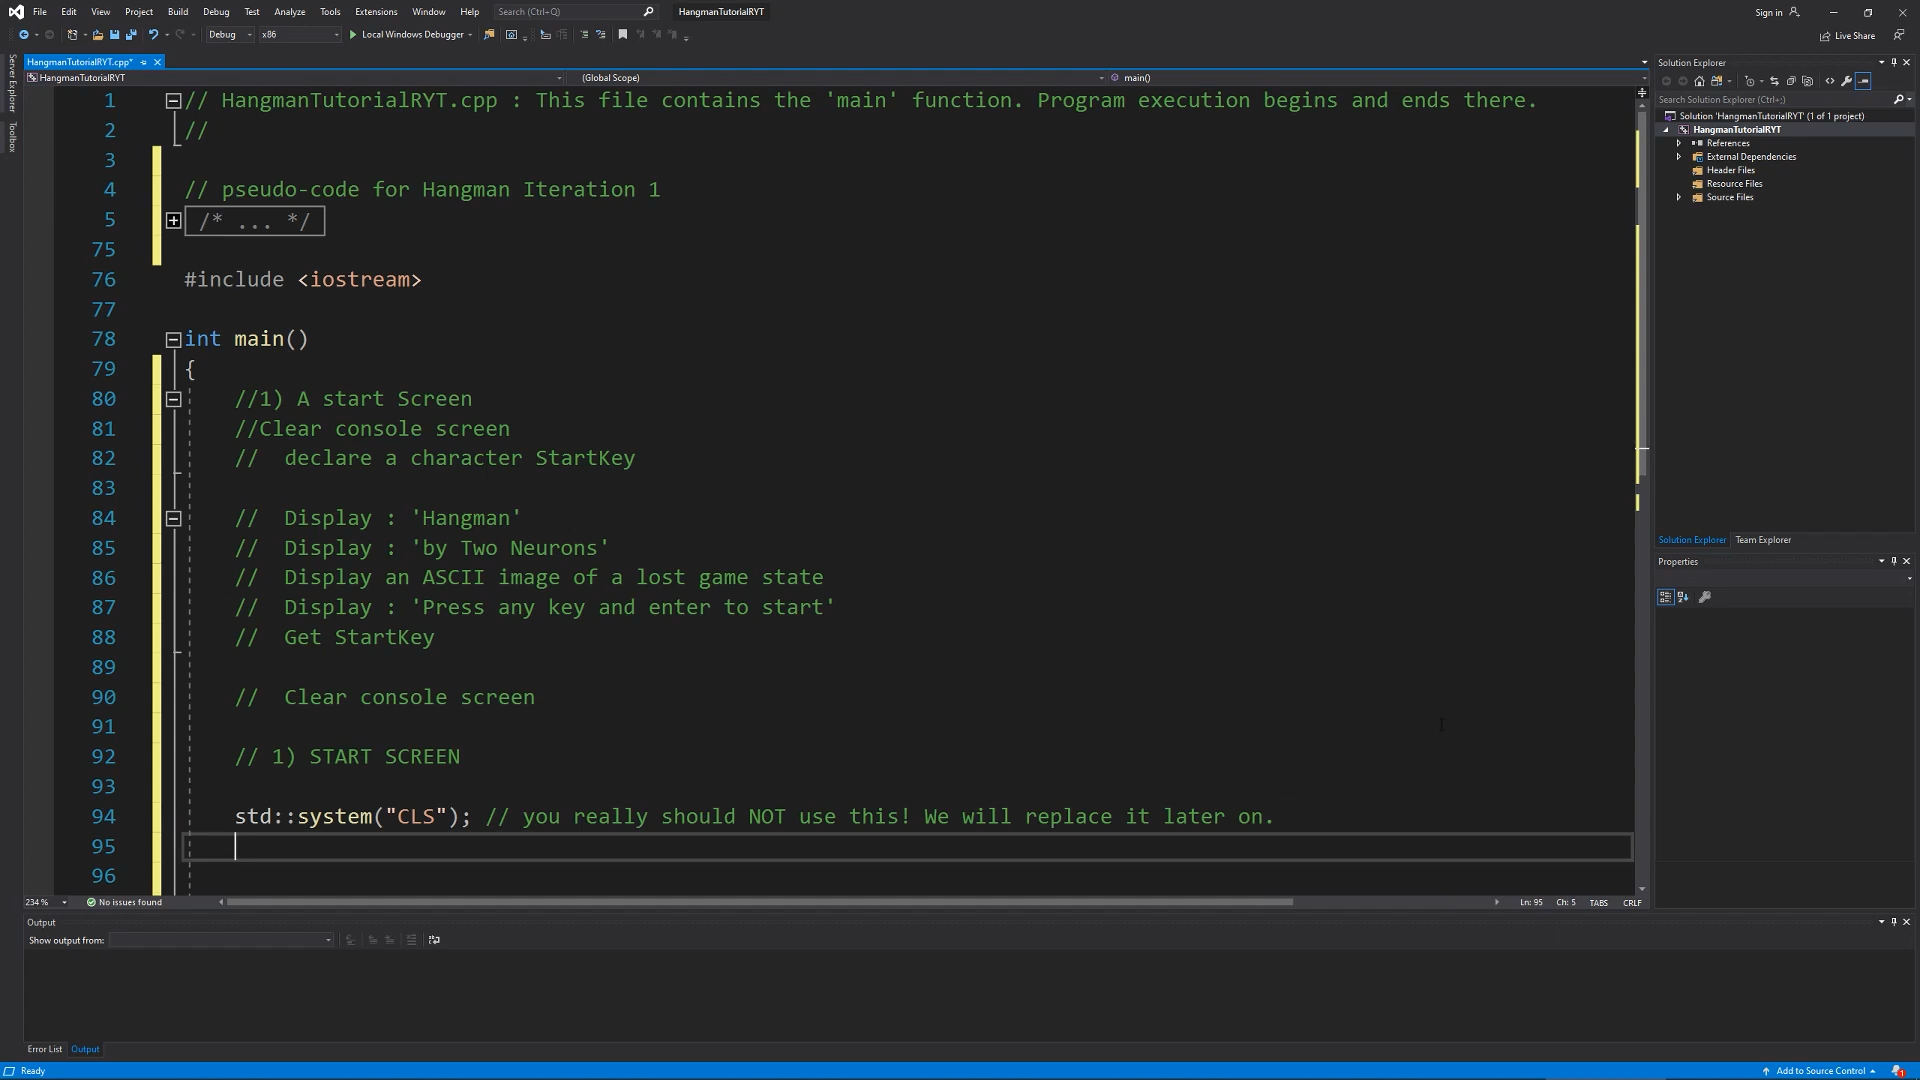 File Edit View Project Build Debug Test Analyze Tools Extensions Window Help Search (Ctrl+Q) HangmanTutorialRYT Sign in
Debug x86 Local Windows Debugger Live Share
HangmanTutorialRYT.cpp*
HangmanTutorialRYT (Global Scope) main()
Server Explorer
Toolbox
1 // HangmanTutorialRYT.cpp : This file contains the 'main' function. Program execution begins and ends there.
2 //
3
4 // pseudo-code for Hangman Iteration 1
5 /* ... */
75
76 #include <iostream>
77
78 int main()
79 {
80 //1) A start Screen
81 //Clear console screen
82 //  declare a character StartKey
83
84 //  Display : 'Hangman'
85 //  Display : 'by Two Neurons'
86 //  Display an ASCII image of a lost game state
87 //  Display : 'Press any key and enter to start'
88 //  Get StartKey
89
90 //  Clear console screen
91
92 // 1) START SCREEN
93
94 std::system("CLS"); // you really should NOT use this! We will replace it later on.
95
96
234 % No issues found Ln: 95 Ch: 5 TABS CRLF
Output
Show output from:
Error List Output
Ready
Solution Explorer
Search Solution Explorer (Ctrl+;)
Solution 'HangmanTutorialRYT' (1 of 1 project)
HangmanTutorialRYT
References
External Dependencies
Header Files
Resource Files
Source Files
Solution Explorer Team Explorer
Properties
Add to Source Control
1